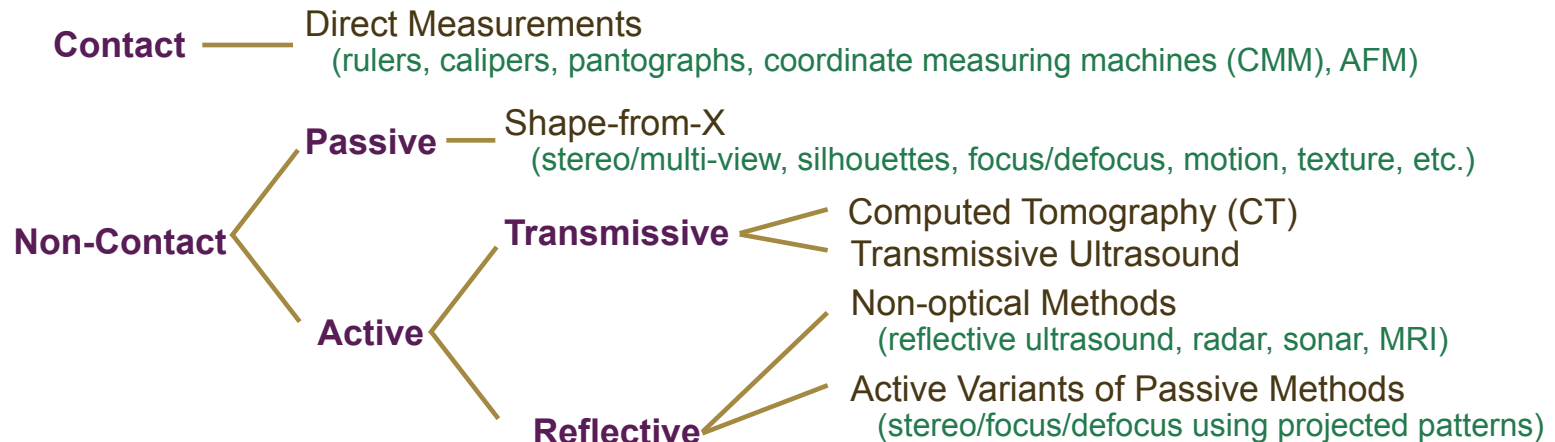 Contact
Direct Measurements
(rulers, calipers, pantographs, coordinate measuring machines (CMM), AFM)
Non-Contact
Passive
Shape-from-X
(stereo/multi-view, silhouettes, focus/defocus, motion, texture, etc.)
Active
Transmissive
Computed Tomography (CT)
Transmissive Ultrasound
Reflective
Non-optical Methods
(reflective ultrasound, radar, sonar, MRI)
Active Variants of Passive Methods
(stereo/focus/defocus using projected patterns)